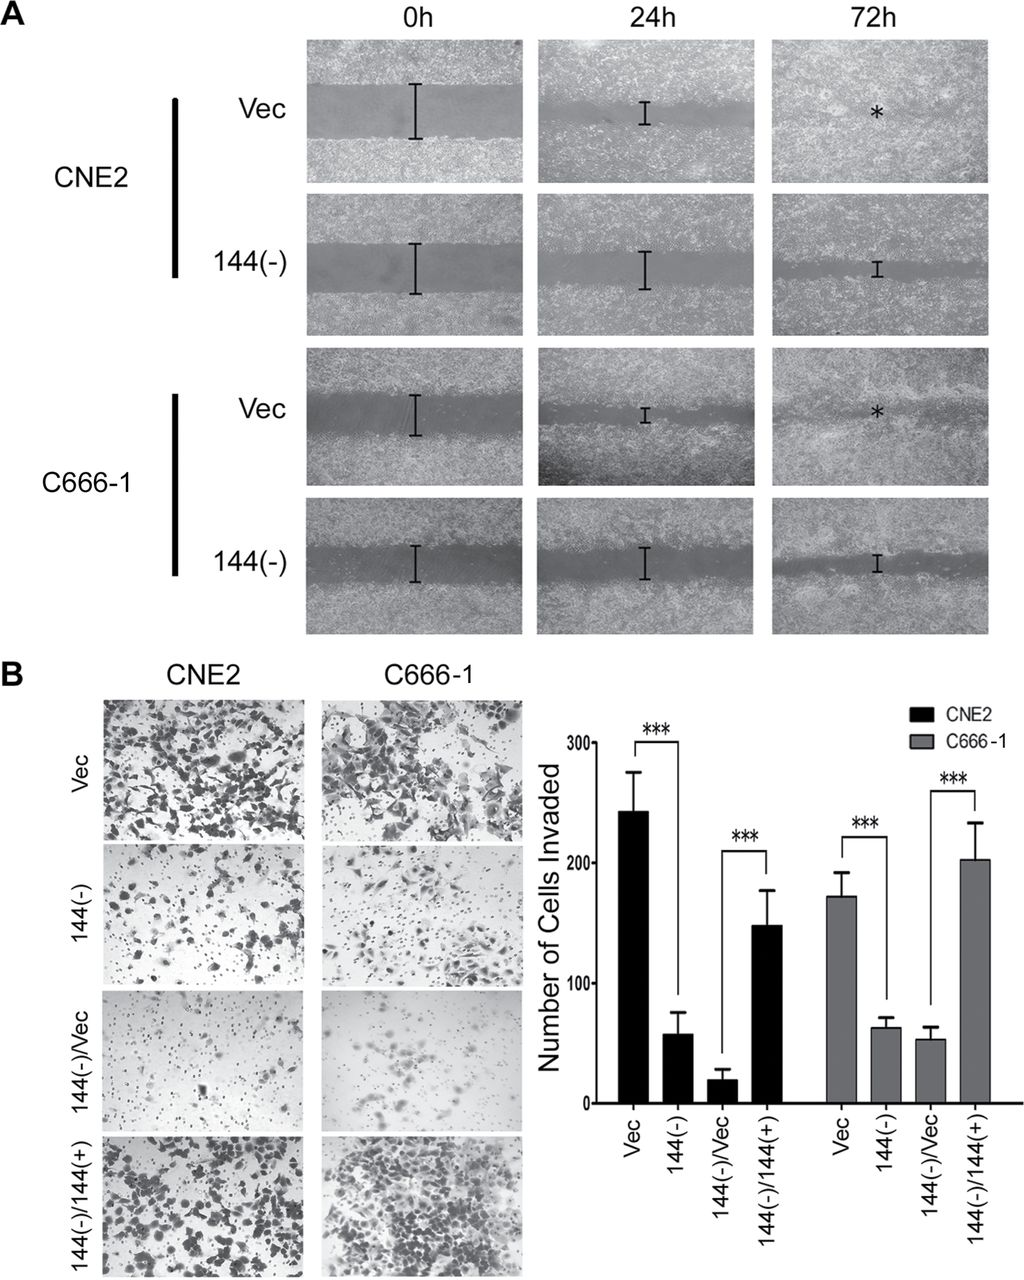 A
0h 24h 72h
Vec
*
CNE2
144(-)
Vec
*
C666-1
144(-)
B
CNE2 C666-1
Vec
144(-)
144(-)/Vec
144(-)/144(+)
CNE2
C666-1
Number of Cells Invaded
300
200
100
0
***
***
***
***
Vec
144(-)
144(-)/Vec
144(-)/144(+)
Vec
144(-)
144(-)/Vec
144(-)/144(+)